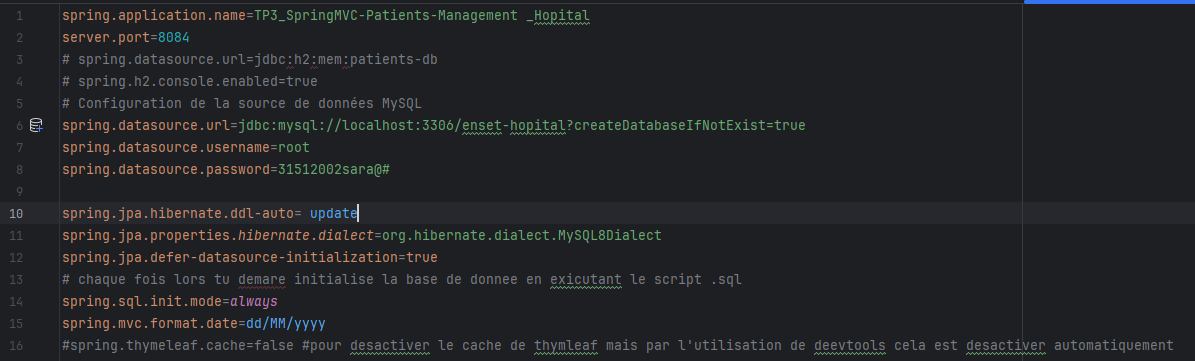 1 spring.application.name=TP3_SpringMVC-Patients-Management _Hopital
2 server.port=8084
3 # spring.datasource.url=jdbc:h2:mem:patients-db
4 # spring.h2.console.enabled=true
5 # Configuration de la source de données MySQL
6 spring.datasource.url=jdbc:mysql://localhost:3306/enset-hopital?createDatabaseIfNotExist=true
7 spring.datasource.username=root
8 spring.datasource.password=31512002sara@#
9
10 spring.jpa.hibernate.ddl-auto= update
11 spring.jpa.properties.hibernate.dialect=org.hibernate.dialect.MySQL8Dialect
12 spring.jpa.defer-datasource-initialization=true
13 # chaque fois lors tu demare initialise la base de donnee en exicutant le script .sql
14 spring.sql.init.mode=always
15 spring.mvc.format.date=dd/MM/yyyy
16 #spring.thymeleaf.cache=false #pour desactiver le cache de thymleaf mais par l'utilisation de deevtools cela est desactiver automatiquement